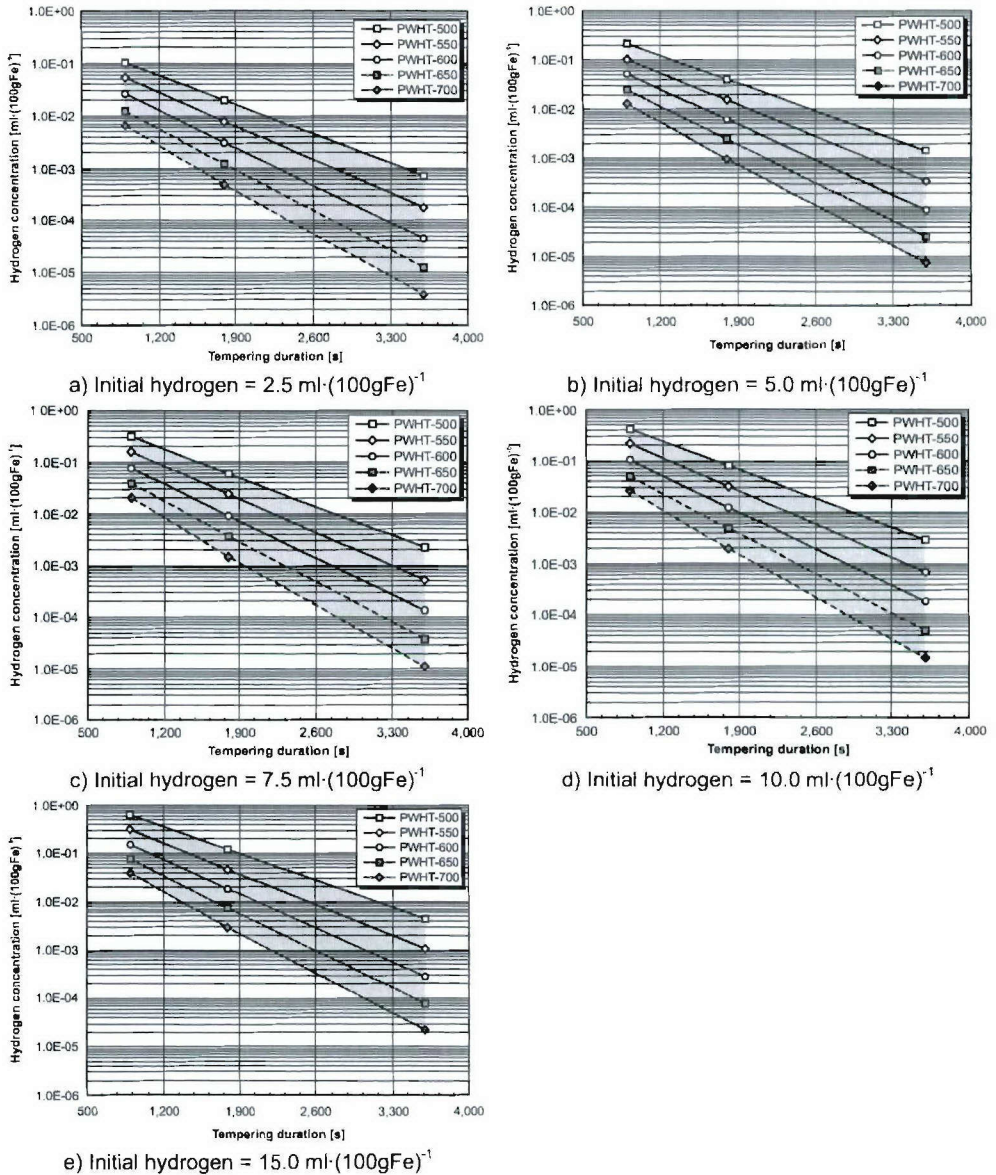 1.0E+00
1.0E-01
1.0E-02
1.0E-03
1.0E-04
1.0E-05
1.0E-06
Hydrogen concentration [ml·(100gFe)⁻¹]
PWHT-500
PWHT-550
PWHT-600
PWHT-650
PWHT-700
500 1,200 1,900 2,600 3,300 4,000
Tempering duration [s]
a) Initial hydrogen = 2.5 ml·(100gFe)⁻¹
1.0E+00
1.0E-01
1.0E-02
1.0E-03
1.0E-04
1.0E-05
1.0E-06
Hydrogen concentration [ml·(100gFe)⁻¹]
PWHT-500
PWHT-550
PWHT-600
PWHT-650
PWHT-700
500 1,200 1,900 2,600 3,300 4,000
Tempering duration [s]
b) Initial hydrogen = 5.0 ml·(100gFe)⁻¹
1.0E+00
1.0E-01
1.0E-02
1.0E-03
1.0E-04
1.0E-05
1.0E-06
Hydrogen concentration [ml·(100gFe)⁻¹]
PWHT-500
PWHT-550
PWHT-600
PWHT-650
PWHT-700
500 1,200 1,900 2,600 3,300 4,000
Tempering duration [s]
c) Initial hydrogen = 7.5 ml·(100gFe)⁻¹
1.0E+00
1.0E-01
1.0E-02
1.0E-03
1.0E-04
1.0E-05
1.0E-06
Hydrogen concentration [ml·(100gFe)⁻¹]
PWHT-500
PWHT-550
PWHT-600
PWHT-650
PWHT-700
500 1,200 1,900 2,600 3,300 4,000
Tempering duration [s]
d) Initial hydrogen = 10.0 ml·(100gFe)⁻¹
1.0E+00
1.0E-01
1.0E-02
1.0E-03
1.0E-04
1.0E-05
1.0E-06
Hydrogen concentration [ml·(100gFe)⁻¹]
PWHT-500
PWHT-550
PWHT-600
PWHT-650
PWHT-700
500 1,200 1,900 2,600 3,300 4,000
Tempering duration [s]
e) Initial hydrogen = 15.0 ml·(100gFe)⁻¹